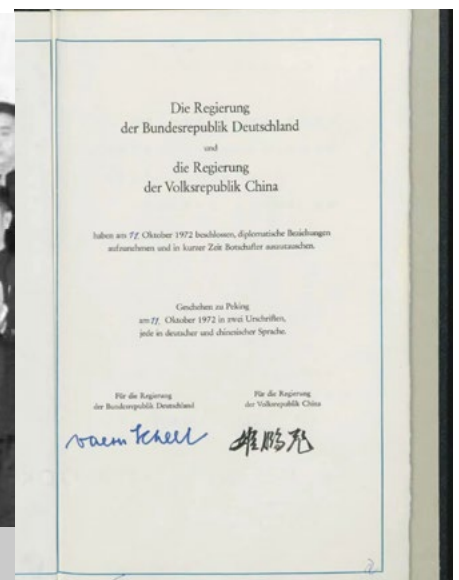 Die Regierung
der Bundesrepublik Deutschland
und
die Regierung
der Volksrepublik China
haben am 11. Oktober 1972 beschlossen, diplomatische Beziehungen
aufzunehmen und in kurzer Zeit Botschafter auszutauschen.
Geschehen zu Peking
am 11. Oktober 1972 in zwei Urschriften,
jede in deutscher und chinesischer Sprache.
Für die Regierung
der Bundesrepublik Deutschland
Für die Regierung
der Volksrepublik China
姬鹏飞